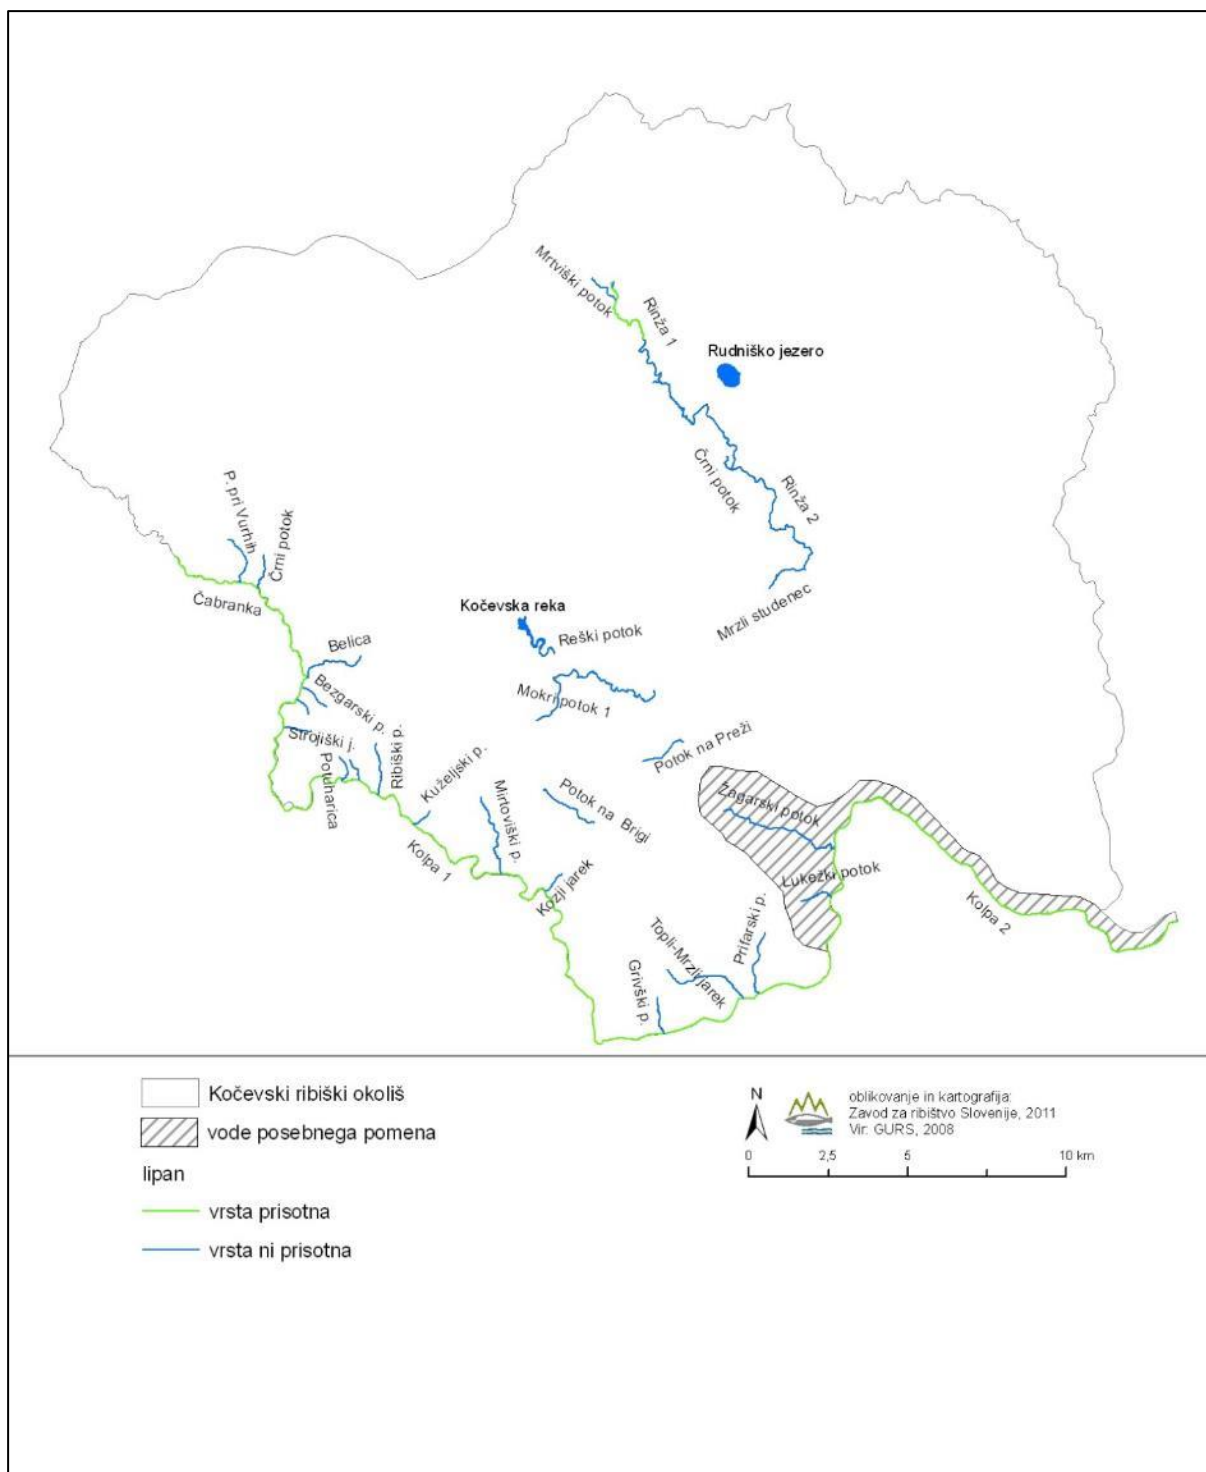 Mrtviški potok
Rinža 1
Rudniško jezero
Črni potok
Rinža 2
P. pri Vurhih
Črni potok
Čabranka
Kočevska reka
Reški potok
Mrzli studenec
Belica
Bezgarski p.
Mokri potok 1
Strojiški j.
Ribiški p.
Potuharica
Kuželjski p.
Potok na Preži
Mirtoviški p.
Potok na Brigi
Žagarski potok
Kolpa 1
Kozji jarek
Lukežki potok
Kolpa 2
Prifarski p.
Topli-Mrzli jarek
Grivški p.
Kočevski ribiški okoliš
vode posebnega pomena
lipan
vrsta prisotna
vrsta ni prisotna
N
oblikovanje in kartografija:
Zavod za ribištvo Slovenije, 2011
Vir: GURS, 2008
0 2,5 5 10 km